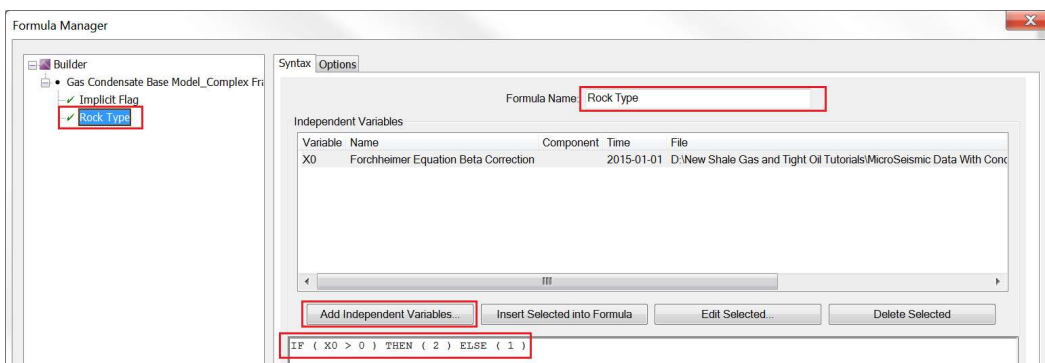 Formula Manager
Builder
Gas Condensate Base Model_Complex Fra
Implicit Flag
Rock Type
Syntax Options
Formula Name: Rock Type
Independent Variables
Variable Name Component Time File
X0 Forchheimer Equation Beta Correction 2015-01-01 D:\New Shale Gas and Tight Oil Tutorials\MicroSeismic Data With Conc
Add Independent Variables... Insert Selected into Formula Edit Selected... Delete Selected
IF ( X0 > 0 ) THEN ( 2 ) ELSE ( 1 )